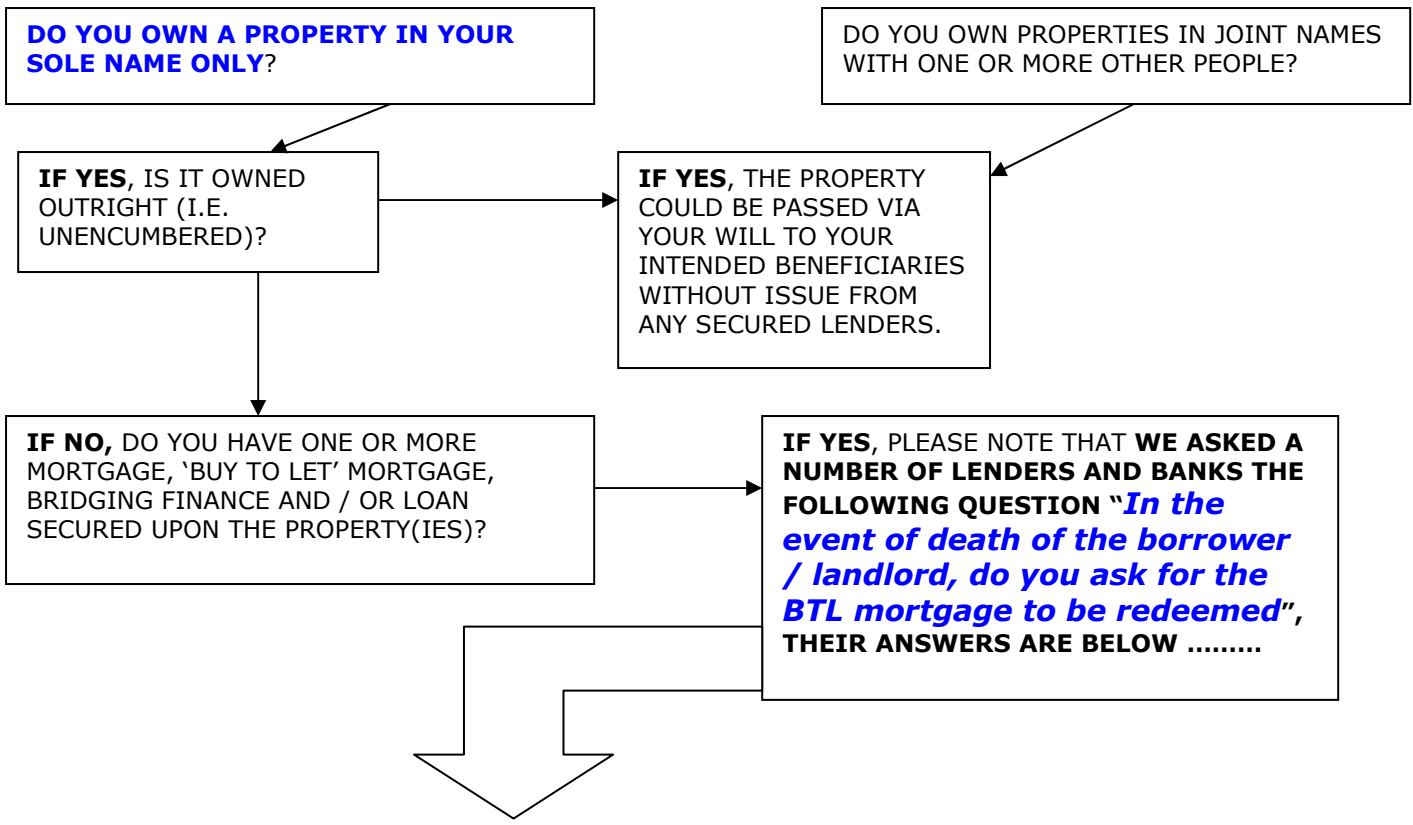 DO YOU OWN A PROPERTY IN YOUR
SOLE NAME ONLY?
DO YOU OWN PROPERTIES IN JOINT NAMES
WITH ONE OR MORE OTHER PEOPLE?
IF YES, IS IT OWNED
OUTRIGHT (I.E.
UNENCUMBERED)?
IF YES, THE PROPERTY
COULD BE PASSED VIA
YOUR WILL TO YOUR
INTENDED BENEFICIARIES
WITHOUT ISSUE FROM
ANY SECURED LENDERS.
IF NO, DO YOU HAVE ONE OR MORE
MORTGAGE, ‘BUY TO LET’ MORTGAGE,
BRIDGING FINANCE AND / OR LOAN
SECURED UPON THE PROPERTY(IES)?
IF YES, PLEASE NOTE THAT WE ASKED A
NUMBER OF LENDERS AND BANKS THE
FOLLOWING QUESTION “In the
event of death of the borrower
/ landlord, do you ask for the
BTL mortgage to be redeemed”,
THEIR ANSWERS ARE BELOW ………